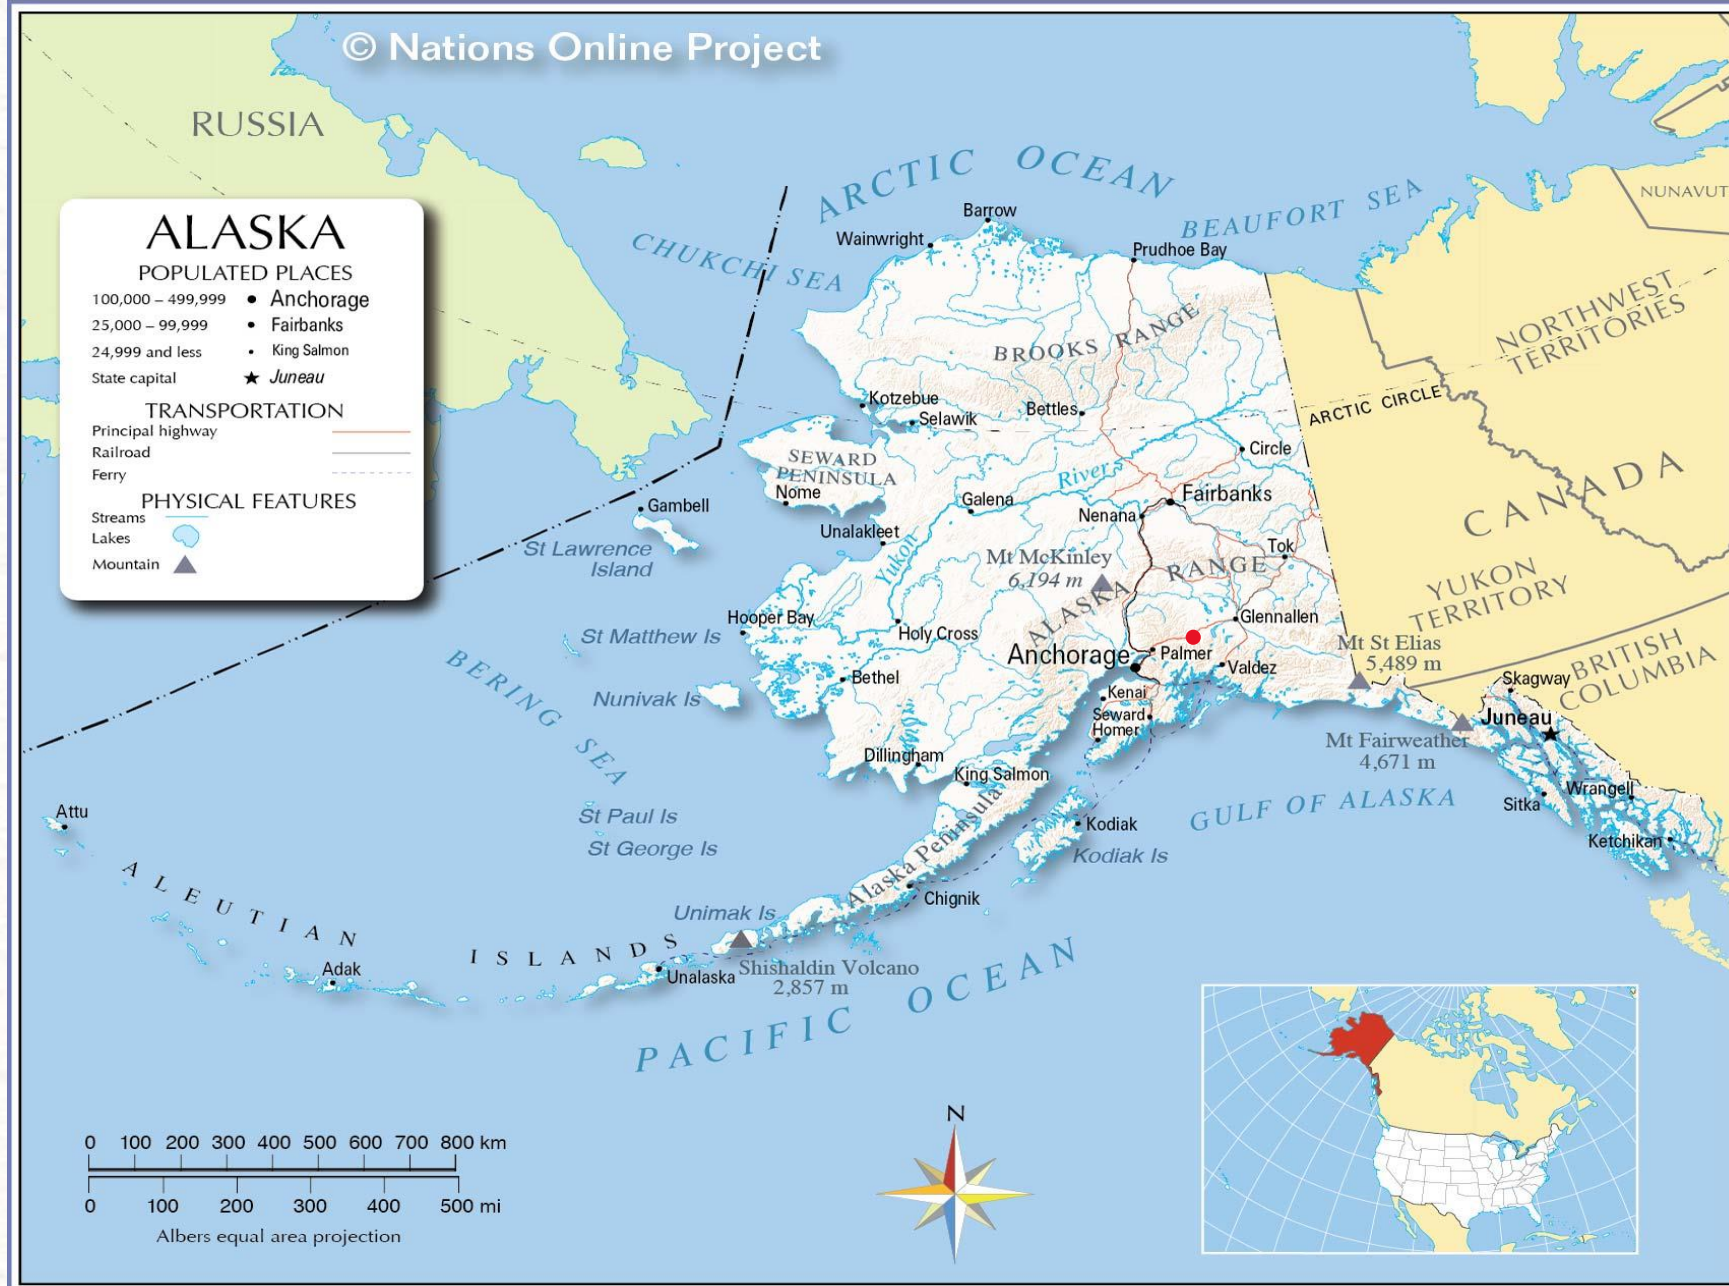 © Nations Online Project
RUSSIA
ARCTIC OCEAN
BEAUFORT SEA
CHUKCHI SEA
NUNAVUT
NORTHWEST
TERRITORIES
ALASKA
POPULATED PLACES
100,000 – 499,999 Anchorage
25,000 – 99,999 Fairbanks
24,999 and less King Salmon
State capital Juneau
TRANSPORTATION
Principal highway
Railroad
Ferry
PHYSICAL FEATURES
Streams
Lakes
Mountain
Barrow
Wainwright
Prudhoe Bay
BROOKS RANGE
Kotzebue
Selawik
Bettles
ARCTIC CIRCLE
Circle
SEWARD
PENINSULA
Nome
River
Fairbanks
Galena
Nenana
Gambell
Unalakleet
Yukon
St Lawrence
Island
Mt McKinley
6,194 m
ALASKA RANGE
Tok
CANADA
YUKON
TERRITORY
Hooper Bay
Holy Cross
Glennallen
St Matthew Is
Anchorage
Palmer
Valdez
Mt St Elias
5,489 m
BRITISH
COLUMBIA
BERING SEA
Bethel
Nunivak Is
Kenai
Seward
Homer
Skagway
Juneau
Mt Fairweather
4,671 m
Dillingham
King Salmon
Sitka
Wrangell
Ketchikan
GULF OF ALASKA
Attu
St Paul Is
St George Is
Alaska Peninsula
Kodiak
Kodiak Is
Chignik
Unimak Is
ALEUTIAN
ISLANDS
Adak
Unalaska
Shishaldin Volcano
2,857 m
PACIFIC OCEAN
N
0 100 200 300 400 500 600 700 800 km
0 100 200 300 400 500 mi
Albers equal area projection